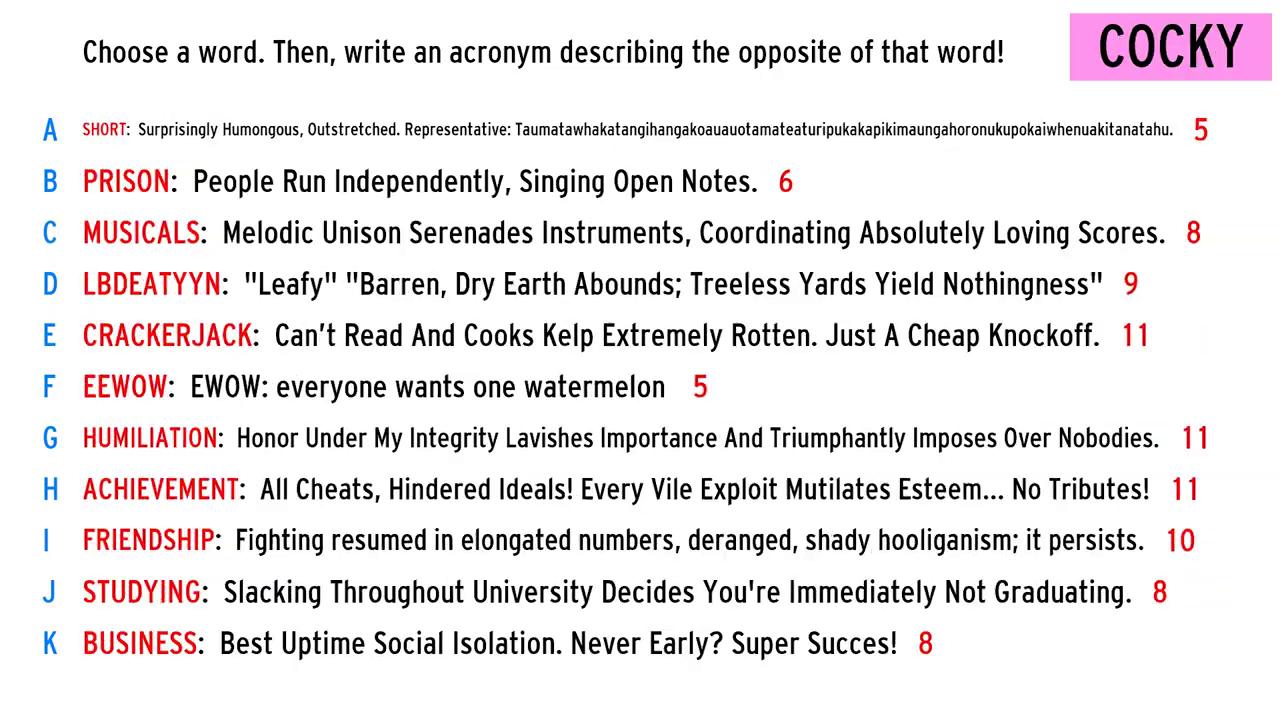 Choose a word. Then, write an acronym describing the opposite of that word!
COCKY
A SHORT: Surprisingly Humongous, Outstretched. Representative: Taumatawhakatangihangakoauauotamateaturipukakapikimaungahoronukupokaiwhenuakitanatahu. 5
B PRISON: People Run Independently, Singing Open Notes. 6
C MUSICALS: Melodic Unison Serenades Instruments, Coordinating Absolutely Loving Scores. 8
D LBDEATYYN: "Leafy" "Barren, Dry Earth Abounds; Treeless Yards Yield Nothingness" 9
E CRACKERJACK: Can’t Read And Cooks Kelp Extremely Rotten. Just A Cheap Knockoff. 11
F EEWOW: EWOW: everyone wants one watermelon 5
G HUMILIATION: Honor Under My Integrity Lavishes Importance And Triumphantly Imposes Over Nobodies. 11
H ACHIEVEMENT: All Cheats, Hindered Ideals! Every Vile Exploit Mutilates Esteem... No Tributes! 11
I FRIENDSHIP: Fighting resumed in elongated numbers, deranged, shady hooliganism; it persists. 10
J STUDYING: Slacking Throughout University Decides You're Immediately Not Graduating. 8
K BUSINESS: Best Uptime Social Isolation. Never Early? Super Succes! 8